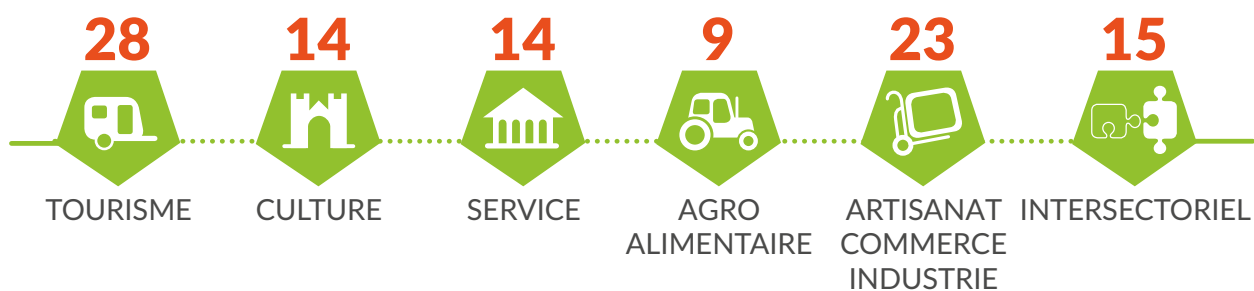 28 14 14 9 23 15
TOURISME CULTURE SERVICE AGRO ARTISANAT INTERSECTORIEL
ALIMENTAIRE COMMERCE
INDUSTRIE